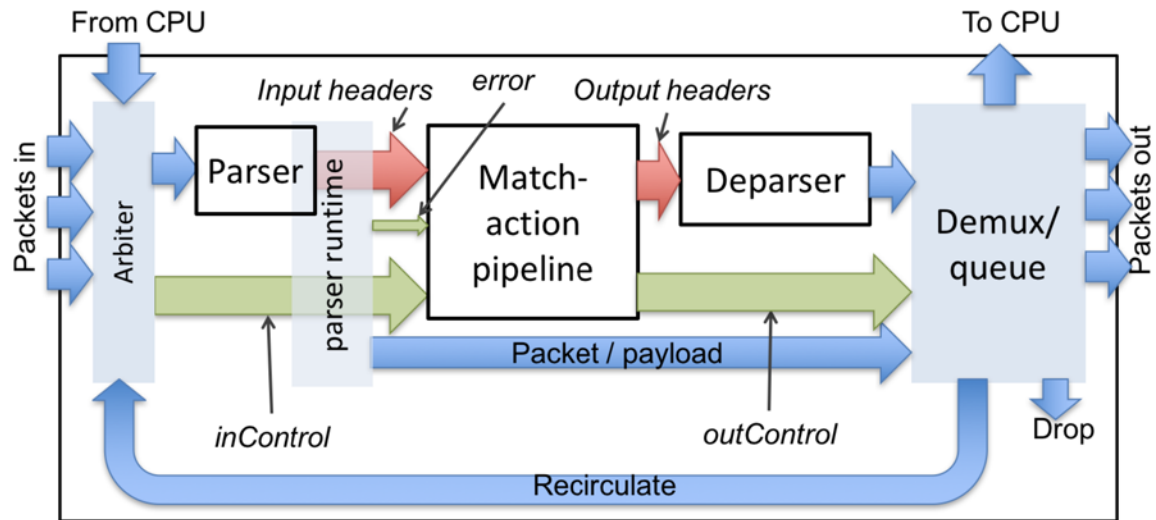 From CPU
To CPU
Input headers
error
Output headers
Packets in
Arbiter
Parser
parser runtime
Match-
action
pipeline
Deparser
Demux/
queue
Packets out
Packet / payload
inControl
outControl
Drop
Recirculate